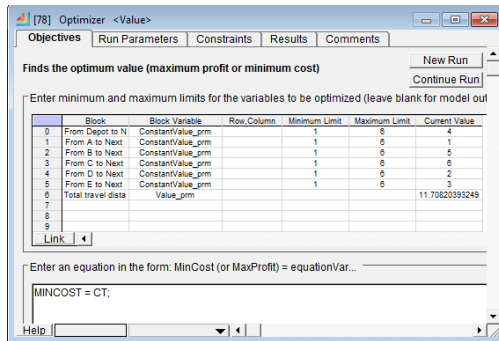 [78] Optimizer <Value>
Objectives Run Parameters Constraints Results Comments
New Run
Finds the optimum value (maximum profit or minimum cost)
Continue Run
Enter minimum and maximum limits for the variables to be optimized (leave blank for model out
Block Block Variable Row,Column Minimum Limit Maximum Limit Current Value
0 From Depot to N ConstantValue_prm 1 6 4
1 From A to Next ConstantValue_prm 1 6 1
2 From B to Next ConstantValue_prm 1 6 5
3 From C to Next ConstantValue_prm 1 6 6
4 From D to Next ConstantValue_prm 1 6 2
5 From E to Next ConstantValue_prm 1 6 3
6 Total travel dista Value_prm 11.70820393249
7
8
9
Link
Enter an equation in the form: MinCost (or MaxProfit) = equationVar...
MINCOST = CT;
Help